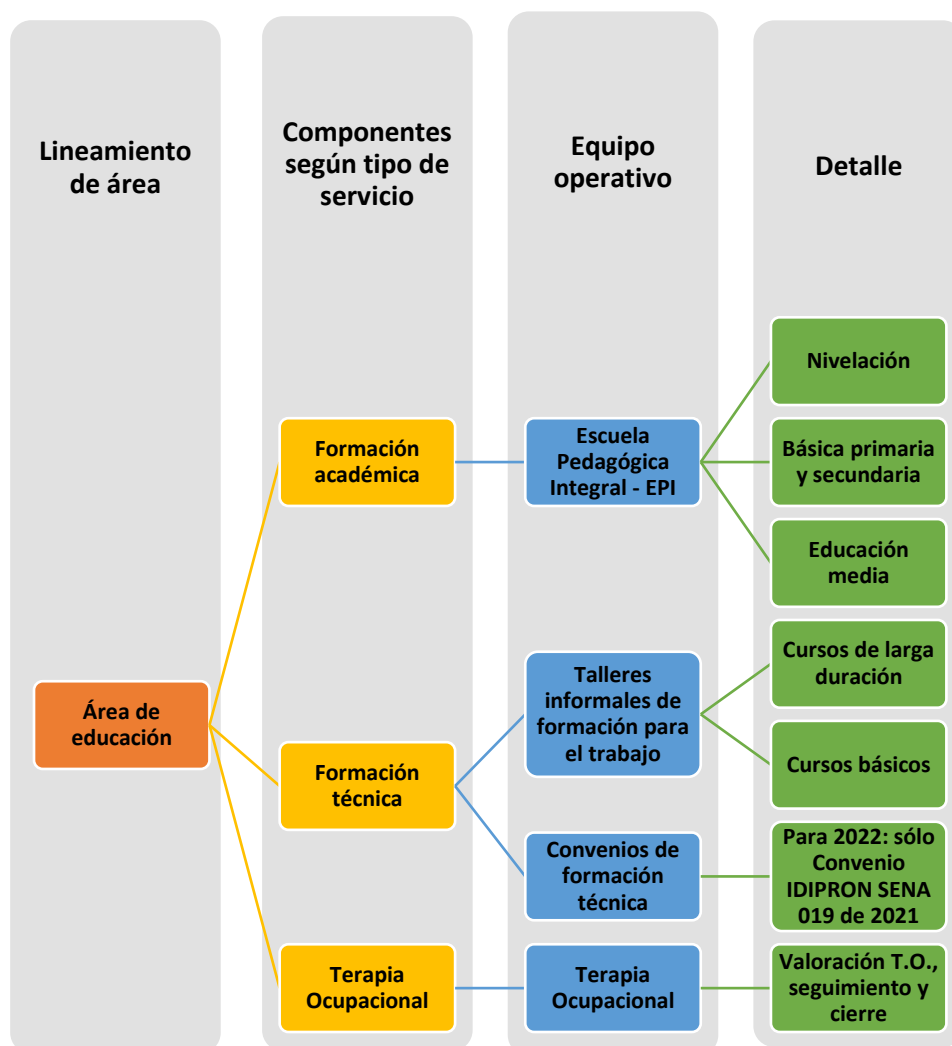 Lineamiento
de área
Componentes
según tipo de
servicio
Equipo
operativo
Detalle
Área de
educación
Formación
académica
Formación
técnica
Terapia
Ocupacional
Escuela
Pedagógica
Integral - EPI
Talleres
informales de
formación para
el trabajo
Convenios de
formación
técnica
Terapia
Ocupacional
Nivelación
Básica primaria
y secundaria
Educación
media
Cursos de larga
duración
Cursos básicos
Para 2022: sólo
Convenio
IDIPRON SENA
019 de 2021
Valoración T.O.,
seguimiento y
cierre